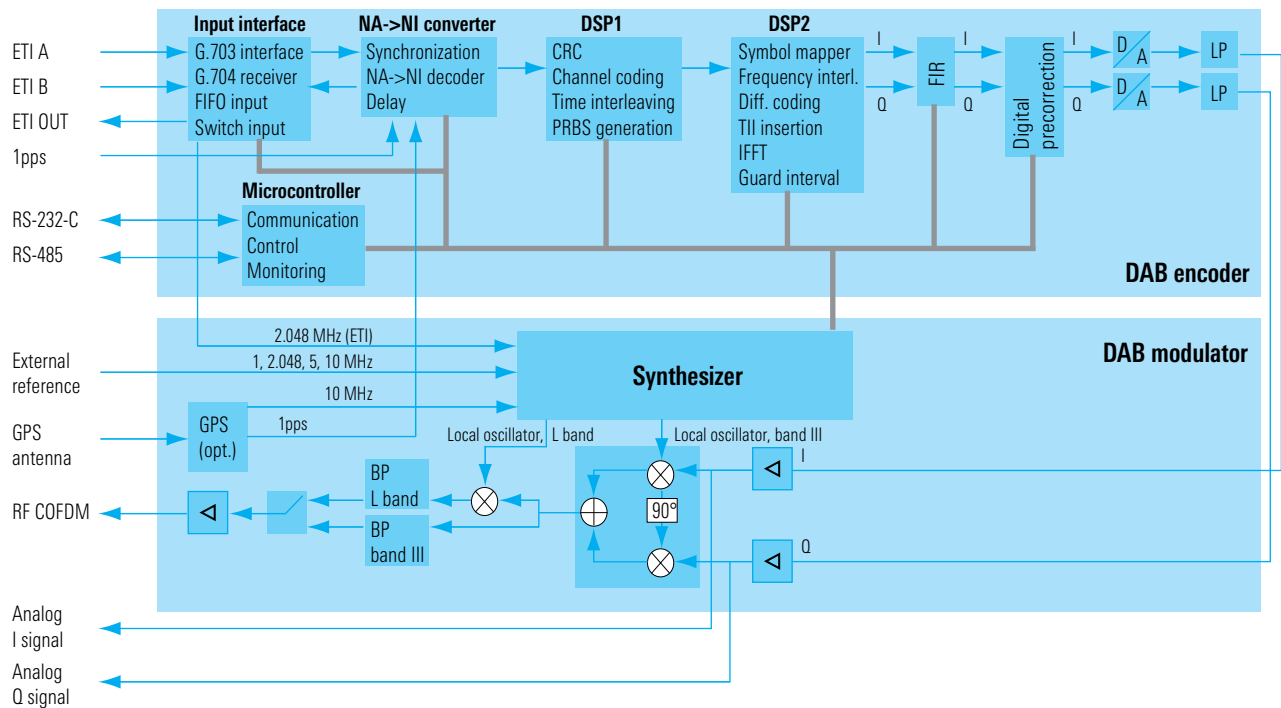 Input interface
NA->NI converter
DSP1
DSP2
ETI A
ETI B
ETI OUT
1pps
RS-232-C
RS-485
G.703 interface
G.704 receiver
FIFO input
Switch input
Synchronization
NA->NI decoder
Delay
CRC
Channel coding
Time interleaving
PRBS generation
Symbol mapper
Frequency interl.
Diff. coding
TII insertion
IFFT
Guard interval
I
Q
FIR
I
Q
Digital
precorrection
I
Q
D
A
D
A
LP
LP
Microcontroller
Communication
Control
Monitoring
DAB encoder
DAB modulator
External
reference
GPS
antenna
RF COFDM
2.048 MHz (ETI)
1, 2.048, 5, 10 MHz
10 MHz
1pps
GPS
(opt.)
Synthesizer
Local oscillator, L band
Local oscillator, band III
BP
L band
BP
band III
90°
I
Q
Analog
I signal
Analog
Q signal